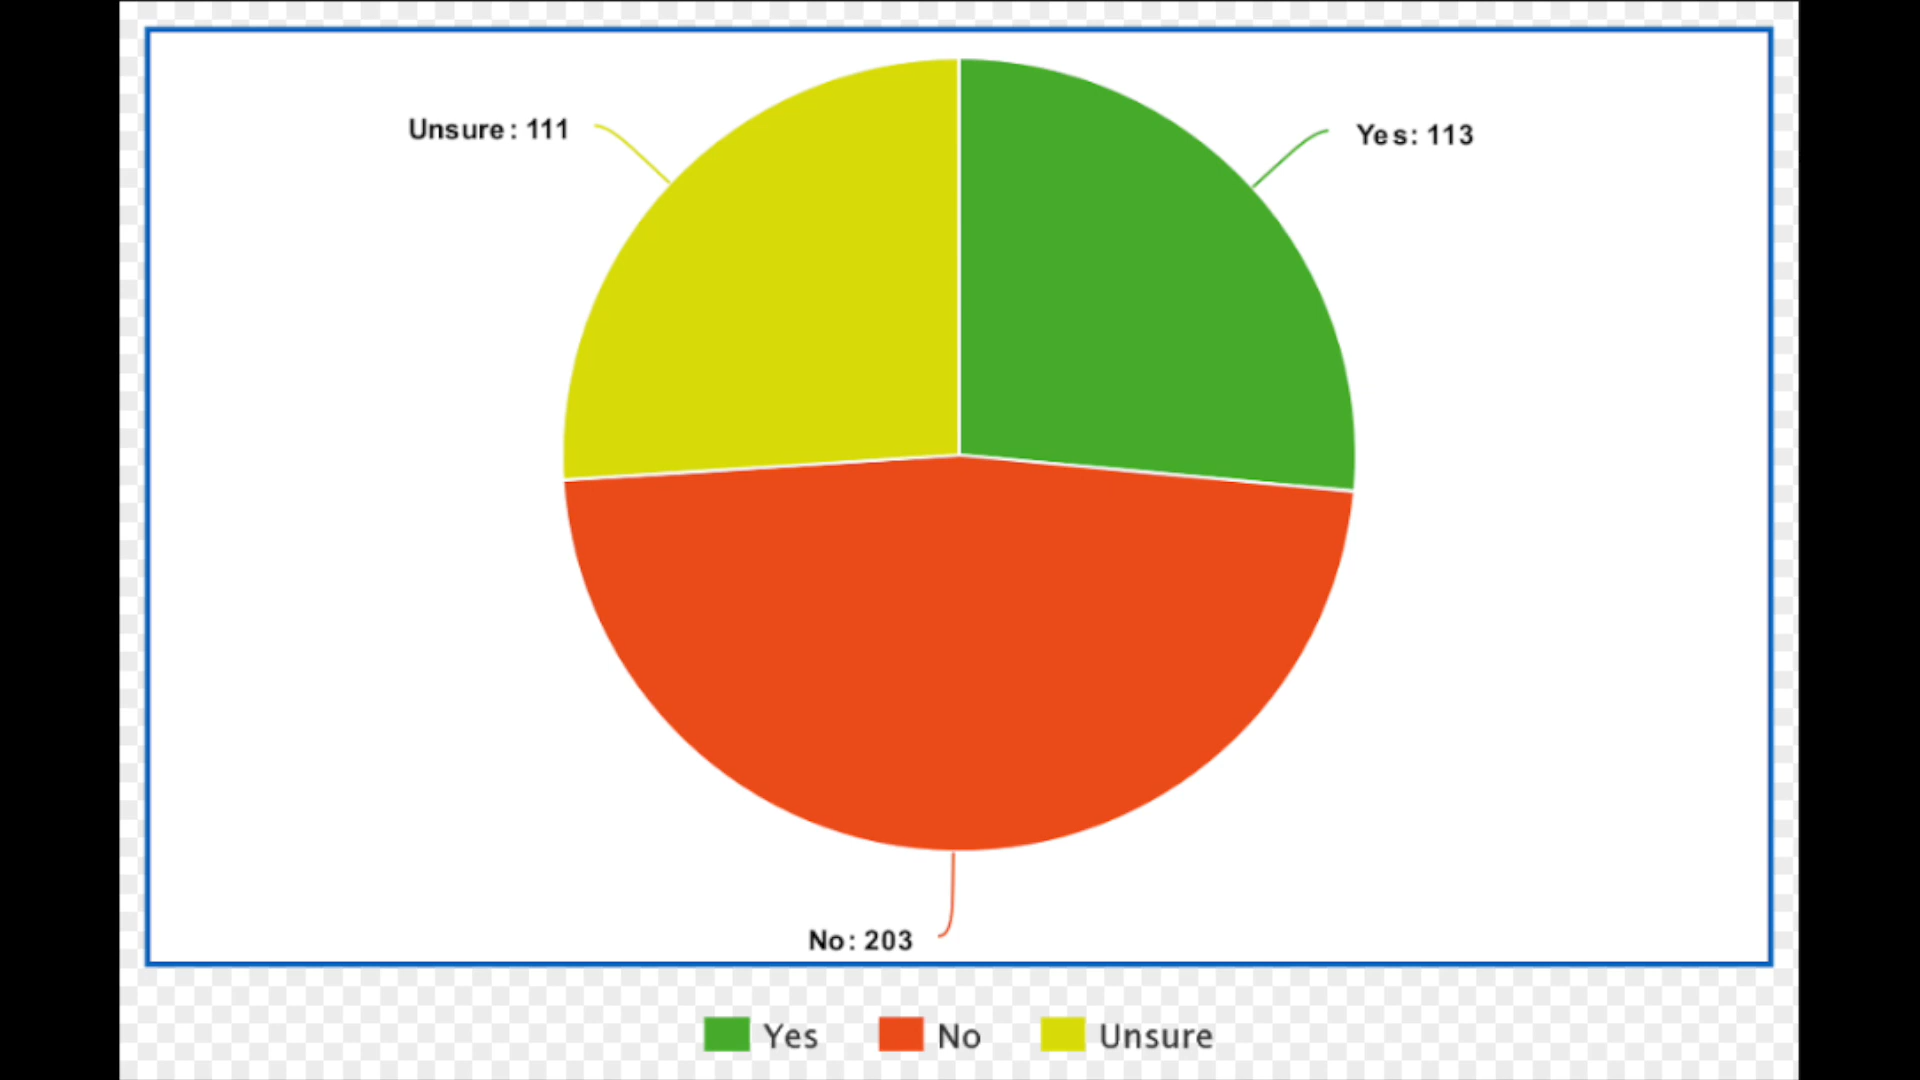 Unsure: 111
Yes: 113
No: 203
Yes
No
Unsure